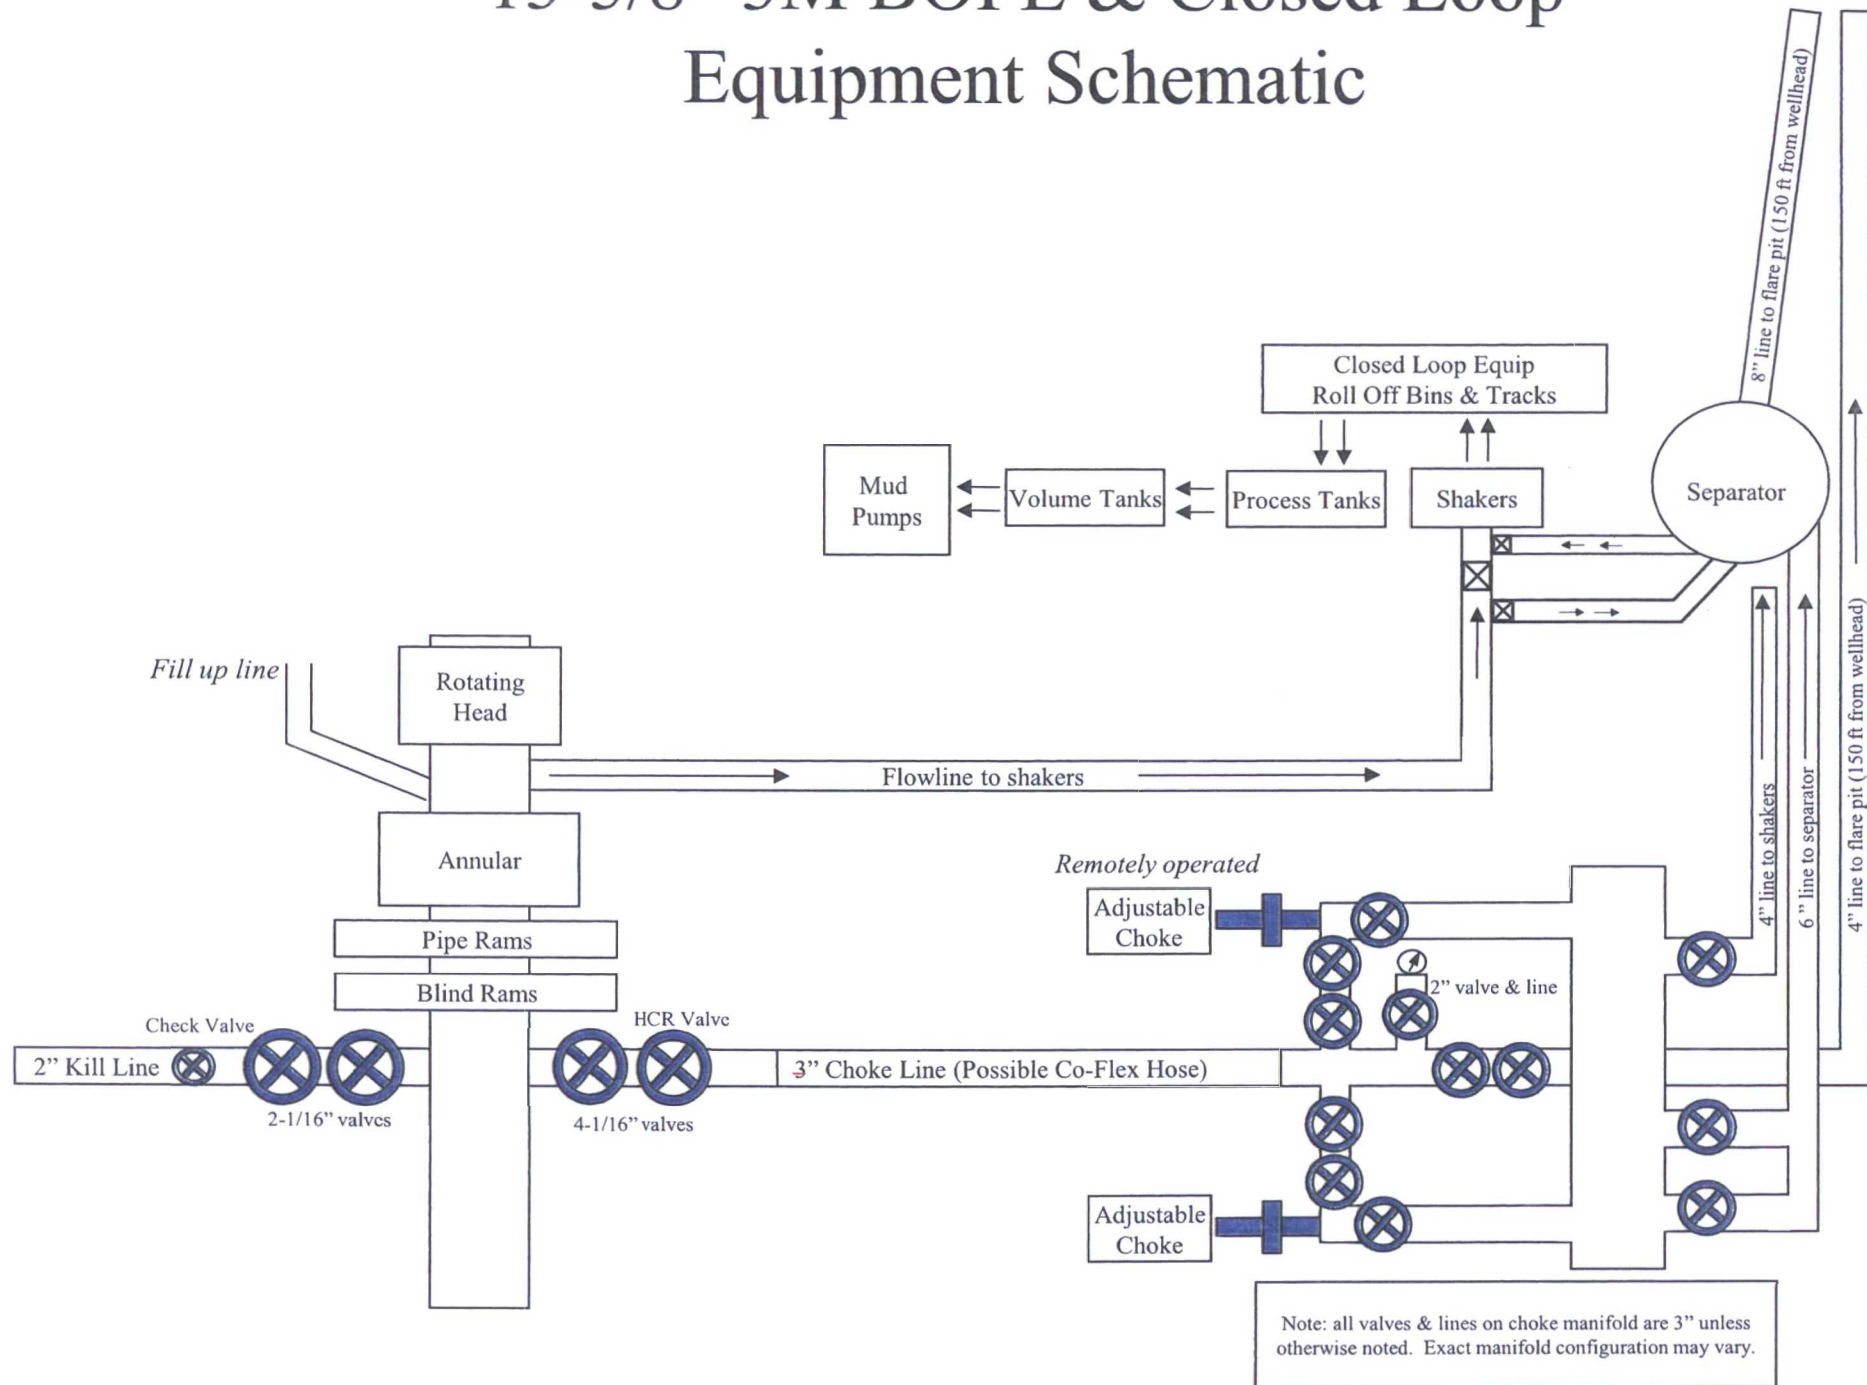 Equipment Schematic
8" line to flare pit (150 ft from wellhead)
Closed Loop Equip
Roll Off Bins & Tracks
Mud
Pumps
Volume Tanks
Process Tanks
Shakers
Separator
Fill up line
Rotating
Head
Flowline to shakers
Annular
Remotely operated
Adjustable
Choke
4" line to shakers
6 " line to separator
4" line to flare pit (150 ft from wellhead)
Pipe Rams
Blind Rams
2" valve & line
Check Valve
HCR Valve
2" Kill Line
3" Choke Line (Possible Co-Flex Hose)
2-1/16" valves
4-1/16" valves
Adjustable
Choke
Note: all valves & lines on choke manifold are 3" unless
otherwise noted. Exact manifold configuration may vary.